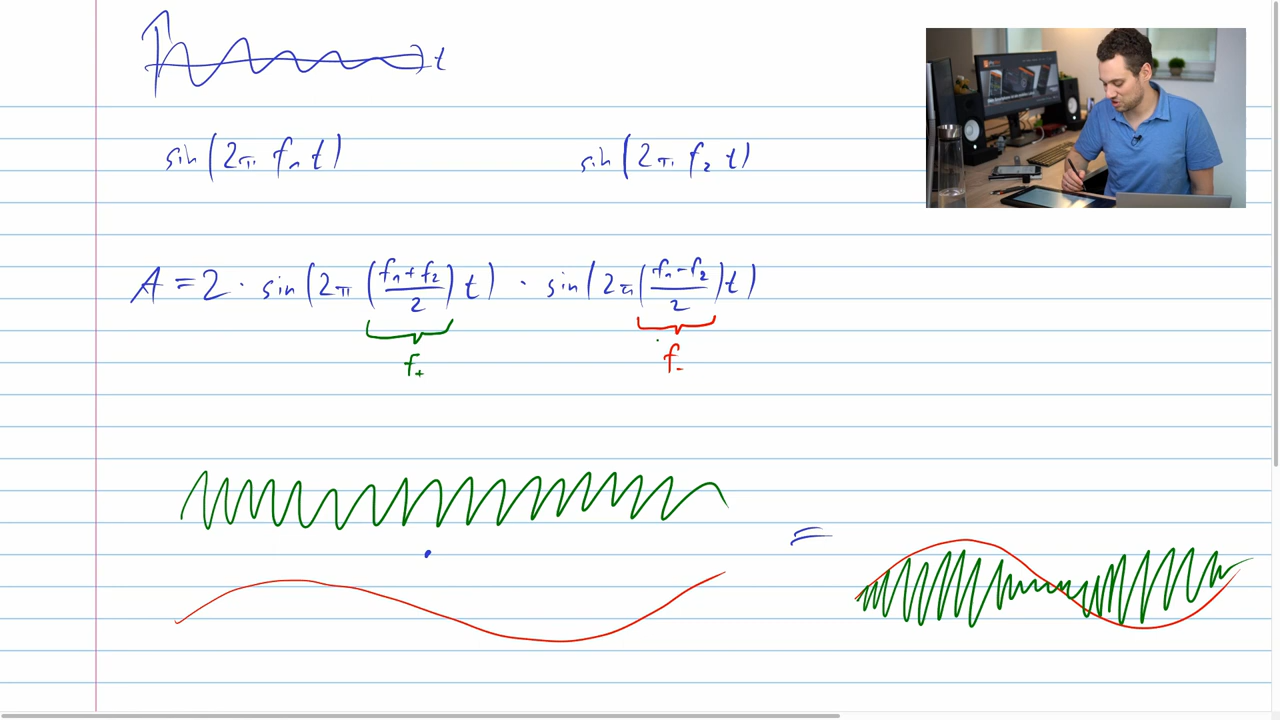 t
sin(2π f₁ t) sin(2π f₂ t)
A = 2 · sin(2π((f₁+f₂)/2)t) · sin(2π((f₁-f₂)/2)t)
f₊ f₋
·
=